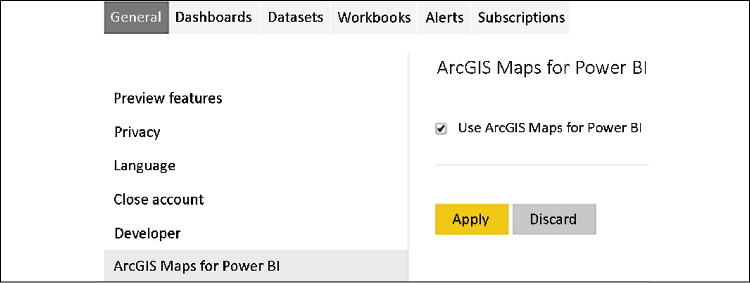 General Dashboards Datasets Workbooks Alerts Subscriptions
Preview features
Privacy
Language
Close account
Developer
ArcGIS Maps for Power BI
ArcGIS Maps for Power BI
Use ArcGIS Maps for Power BI
Apply Discard